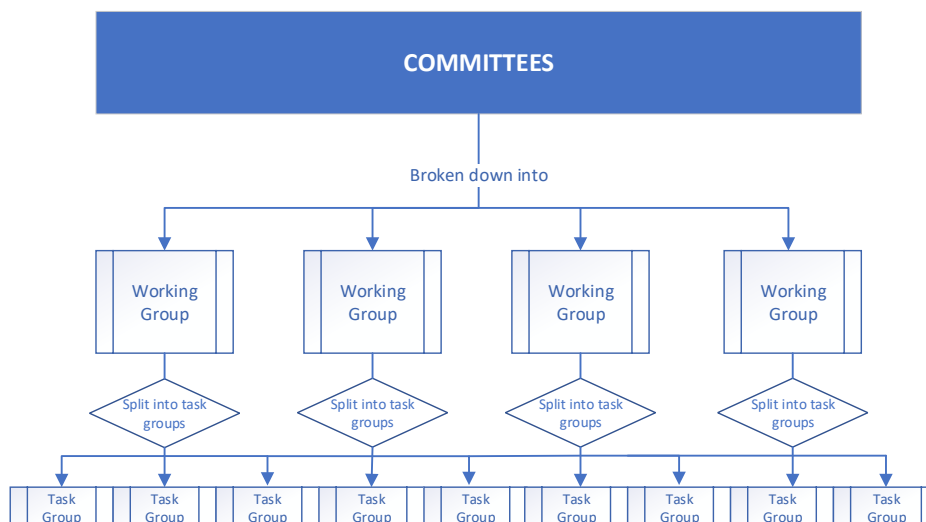 COMMITTEES
Broken down into
Working
Group
Working
Group
Working
Group
Working
Group
Split into task
groups
Split into task
groups
Split into task
groups
Split into task
groups
Task
Group
Task
Group
Task
Group
Task
Group
Task
Group
Task
Group
Task
Group
Task
Group
Task
Group